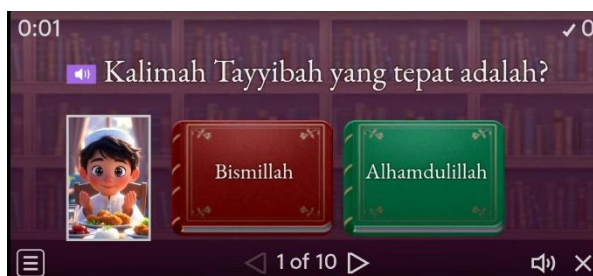 0:01
✓ 0
Kalimah Tayyibah yang tepat adalah?
Bismillah
Alhamdulillah
1 of 10